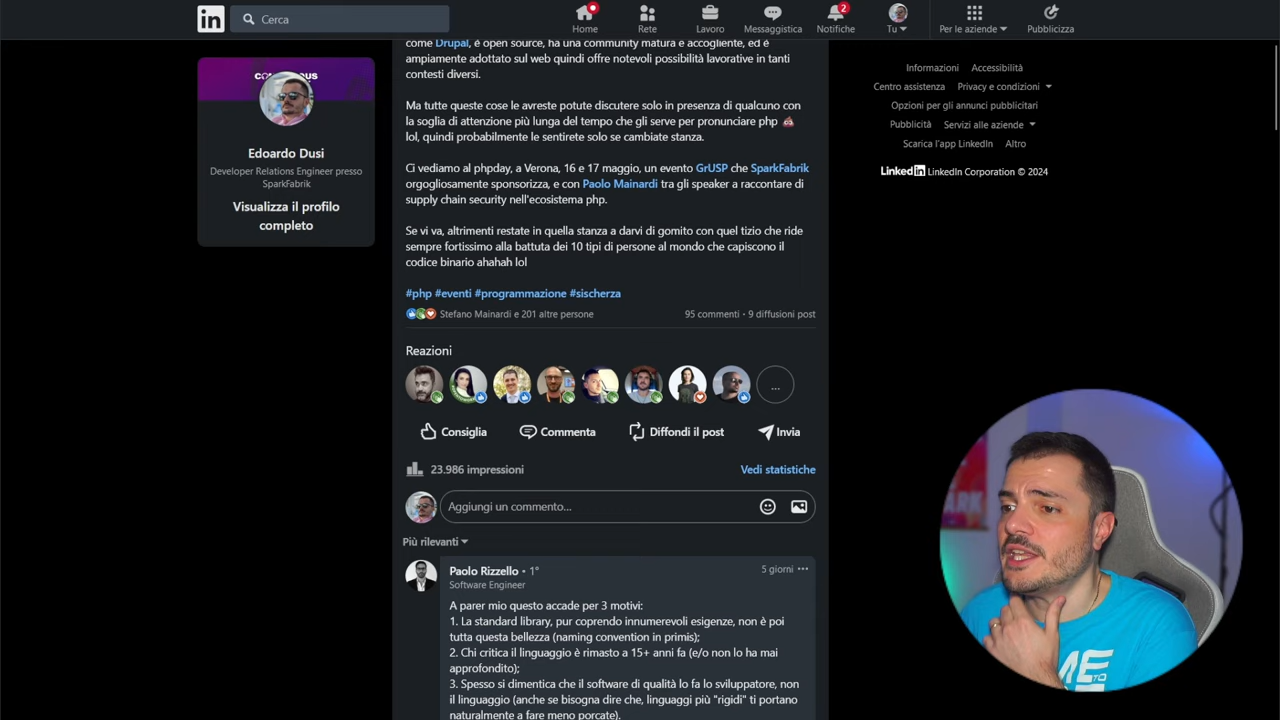 in
Cerca
Home
Rete
Lavoro
Messaggistica
2
Notifiche
Tu
Per le aziende
Pubblicizza
Edoardo Dusi
Developer Relations Engineer presso
SparkFabrik
Visualizza il profilo
completo
come Drupal, è open source, ha una community matura e accogliente, ed è
ampiamente adottato sul web quindi offre notevoli possibilità lavorative in tanti
contesti diversi.
Ma tutte queste cose le avreste potute discutere solo in presenza di qualcuno con
la soglia di attenzione più lunga del tempo che gli serve per pronunciare php 💩
lol, quindi probabilmente le sentirete solo se cambiate stanza.
Ci vediamo al phpday, a Verona, 16 e 17 maggio, un evento GrUSP che SparkFabrik
orgogliosamente sponsorizza, e con Paolo Mainardi tra gli speaker a raccontare di
supply chain security nell'ecosistema php.
Se vi va, altrimenti restate in quella stanza a darvi di gomito con quel tizio che ride
sempre fortissimo alla battuta dei 10 tipi di persone al mondo che capiscono il
codice binario ahahah lol
#php #eventi #programmazione #sischerza
Stefano Mainardi e 201 altre persone
95 commenti • 9 diffusioni post
Reazioni
...
Consiglia
Commenta
Diffondi il post
Invia
23.986 impressioni
Vedi statistiche
Aggiungi un commento...
Più rilevanti
Paolo Rizzello • 1°
5 giorni
Software Engineer
A parer mio questo accade per 3 motivi:
1. La standard library, pur coprendo innumerevoli esigenze, non è poi
tutta questa bellezza (naming convention in primis);
2. Chi critica il linguaggio è rimasto a 15+ anni fa (e/o non lo ha mai
approfondito);
3. Spesso si dimentica che il software di qualità lo fa lo sviluppatore, non
il linguaggio (anche se bisogna dire che, linguaggi più "rigidi" ti portano
naturalmente a fare meno porcate).
Informazioni
Accessibilità
Centro assistenza
Privacy e condizioni
Opzioni per gli annunci pubblicitari
Pubblicità
Servizi alle aziende
Scarica l'app LinkedIn
Altro
LinkedIn LinkedIn Corporation © 2024